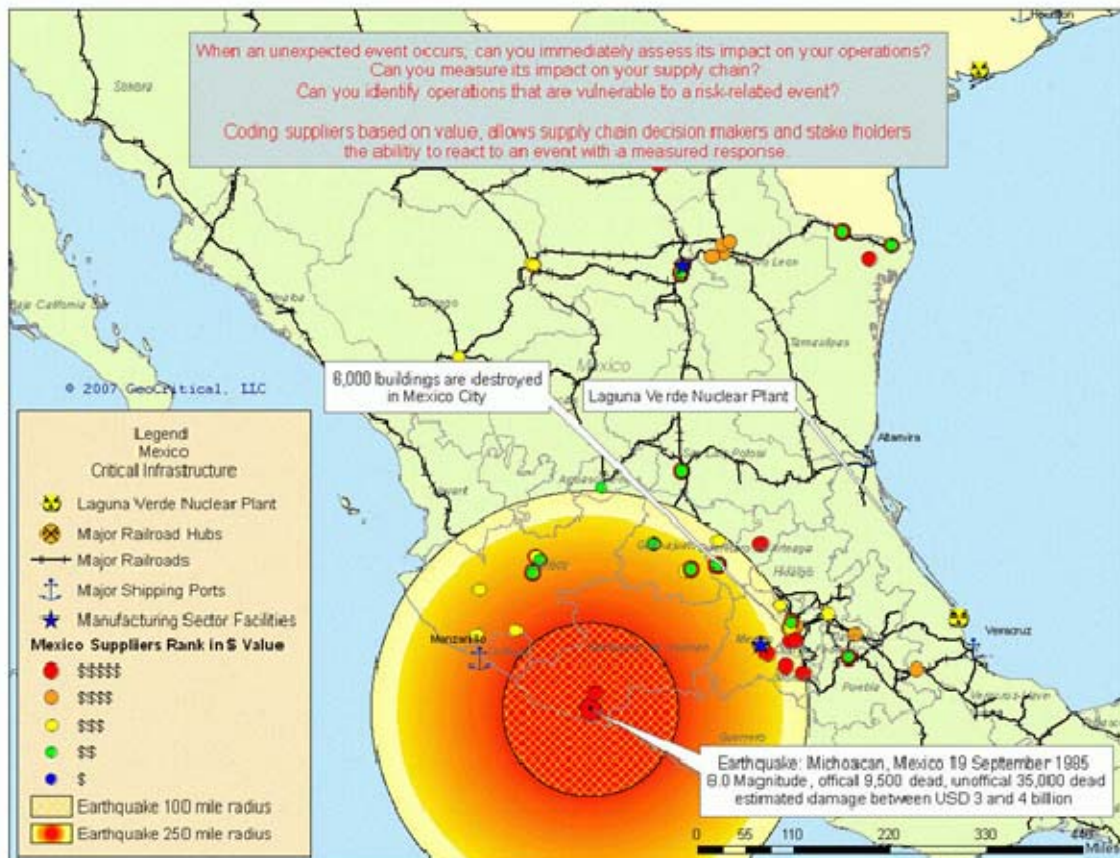 When an unexpected event occurs, can you immediately assess its impact on your operations?
Can you measure its impact on your supply chain?
Can you identify operations that are vulnerable to a risk-related event?
Coding suppliers based on value, allows supply chain decision makers and stake holders
the ability to react to an event with a measured response.
Houston
Sonora
Nuevo Leon
Sinaloa
Durango
Baja California Sur
Tamaulipas
Mexico
© 2007 GeoCritical, LLC
6,000 buildings are destroyed
in Mexico City
Laguna Verde Nuclear Plant
Altamira
San Luis Potosi
Nayarit
Hidalgo
Manzanillo
Veracruz
Puebla
Guerrero
Legend
Mexico
Critical Infrastructure
Laguna Verde Nuclear Plant
Major Railroad Hubs
Major Railroads
Major Shipping Ports
Manufacturing Sector Facilities
Mexico Suppliers Rank in $ Value
$$$$$
$$$$
$$$
$$
$
Earthquake 100 mile radius
Earthquake 250 mile radius
Earthquake: Michoacan, Mexico 19 September 1985
8.0 Magnitude, offical 9,500 dead, unoffical 35,000 dead
estimated damage between USD 3 and 4 billion
0 55 110 220 330 440
Miles